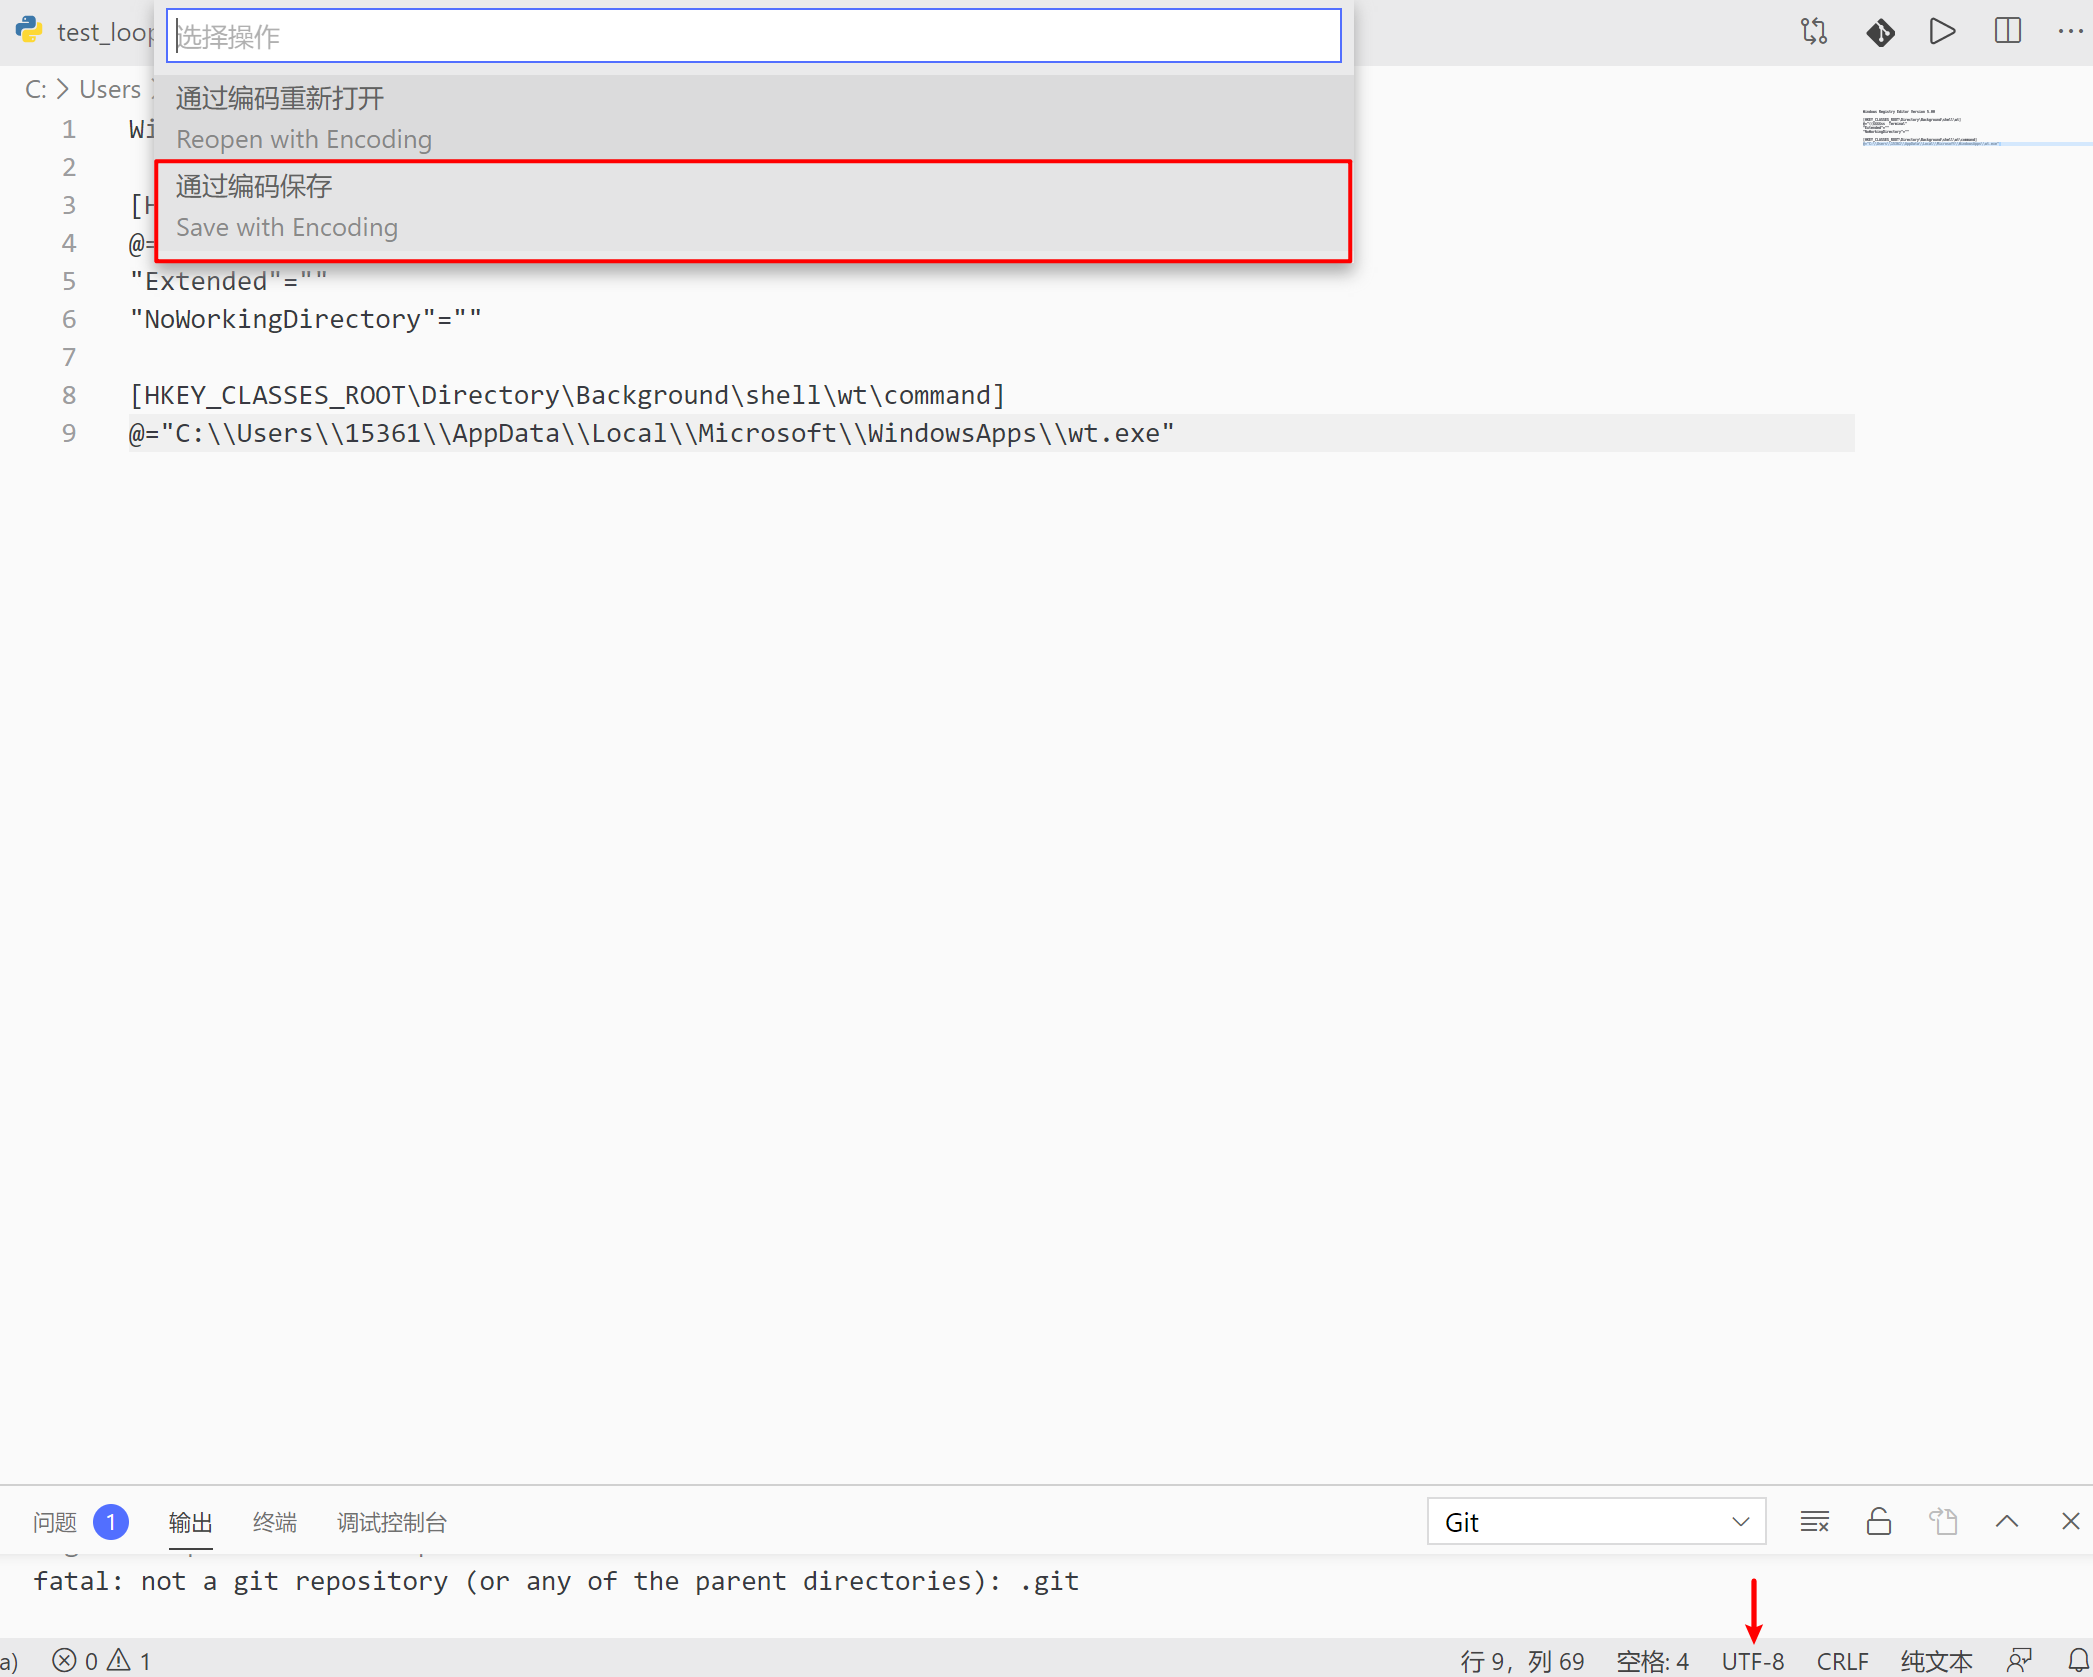 test_loop
选择操作
C: > Users
通过编码重新打开
Reopen with Encoding
通过编码保存
Save with Encoding
1 Wi
2
3 [H
4 @=
5 "Extended"=""
6 "NoWorkingDirectory"=""
7
8 [HKEY_CLASSES_ROOT\Directory\Background\shell\wt\command]
9 @="C:\\Users\\15361\\AppData\\Local\\Microsoft\\WindowsApps\\wt.exe"
问题 1 输出 终端 调试控制台 Git
fatal: not a git repository (or any of the parent directories): .git
a) 0 1 行 9，列 69 空格: 4 UTF-8 CRLF 纯文本